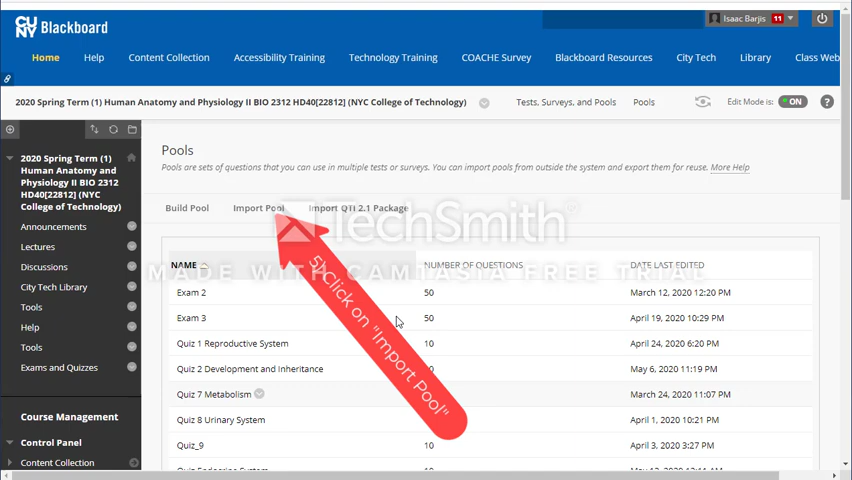 CU
NY Blackboard
Isaac Barjis 11
Home Help Content Collection Accessibility Training Technology Training COACHE Survey Blackboard Resources City Tech Library Class Web
2020 Spring Term (1) Human Anatomy and Physiology II BIO 2312 HD40[22812] (NYC College of Technology) Tests, Surveys, and Pools Pools Edit Mode is: ON ?
2020 Spring Term (1)
Human Anatomy and
Physiology II BIO 2312
HD40[22812] (NYC
College of Technology)
Announcements
Lectures
Discussions
City Tech Library
Tools
Help
Tools
Exams and Quizzes
Course Management
Control Panel
Content Collection
Pools
Pools are sets of questions that you can use in multiple tests or surveys. You can import pools from outside the system and export them for reuse. More Help
Build Pool Import Pool Import QTI 2.1 Package
TechSmith
MADE WITH CAMTASIA FREE TRIAL
5) Click on "Import Pool"
NAME NUMBER OF QUESTIONS DATE LAST EDITED
Exam 2 50 March 12, 2020 12:20 PM
Exam 3 50 April 19, 2020 10:29 PM
Quiz 1 Reproductive System 10 April 24, 2020 6:20 PM
Quiz 2 Development and Inheritance May 6, 2020 11:19 PM
Quiz 7 Metabolism March 24, 2020 11:07 PM
Quiz 8 Urinary System April 1, 2020 10:21 PM
Quiz_9 10 April 3, 2020 3:27 PM
Quiz Endocrine System 10